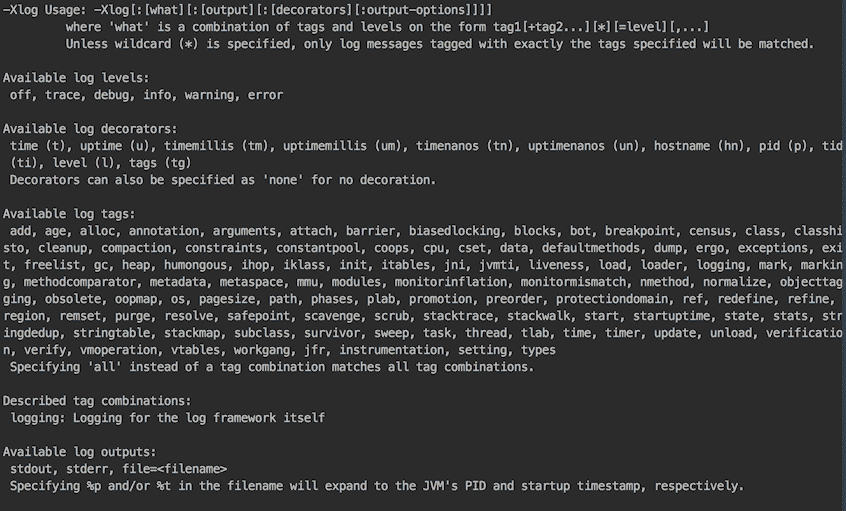 -Xlog Usage: -Xlog[:[what][:[output][:[decorators][:output-options]]]]
where 'what' is a combination of tags and levels on the form tag1[+tag2...][*][=level][,...]
Unless wildcard (*) is specified, only log messages tagged with exactly the tags specified will be matched.
Available log levels:
off, trace, debug, info, warning, error
Available log decorators:
time (t), uptime (u), timemillis (tm), uptimemillis (um), timenanos (tn), uptimenanos (un), hostname (hn), pid (p), tid
(ti), level (l), tags (tg)
Decorators can also be specified as 'none' for no decoration.
Available log tags:
add, age, alloc, annotation, arguments, attach, barrier, biasedlocking, blocks, bot, breakpoint, census, class, classhi
sto, cleanup, compaction, constraints, constantpool, coops, cpu, cset, data, defaultmethods, dump, ergo, exceptions, exi
t, freelist, gc, heap, humongous, ihop, iklass, init, itables, jni, jvmti, liveness, load, loader, logging, mark, markin
g, methodcomparator, metadata, metaspace, mmu, modules, monitorinflation, monitormismatch, nmethod, normalize, objecttag
ging, obsolete, oopmap, os, pagesize, path, phases, plab, promotion, preorder, protectiondomain, ref, redefine, refine,
region, remset, purge, resolve, safepoint, scavenge, scrub, stacktrace, stackwalk, start, startuptime, state, stats, str
ingdedup, stringtable, stackmap, subclass, survivor, sweep, task, thread, tlab, time, timer, update, unload, verificatio
n, verify, vmoperation, vtables, workgang, jfr, instrumentation, setting, types
Specifying 'all' instead of a tag combination matches all tag combinations.
Described tag combinations:
logging: Logging for the log framework itself
Available log outputs:
stdout, stderr, file=<filename>
Specifying %p and/or %t in the filename will expand to the JVM's PID and startup timestamp, respectively.